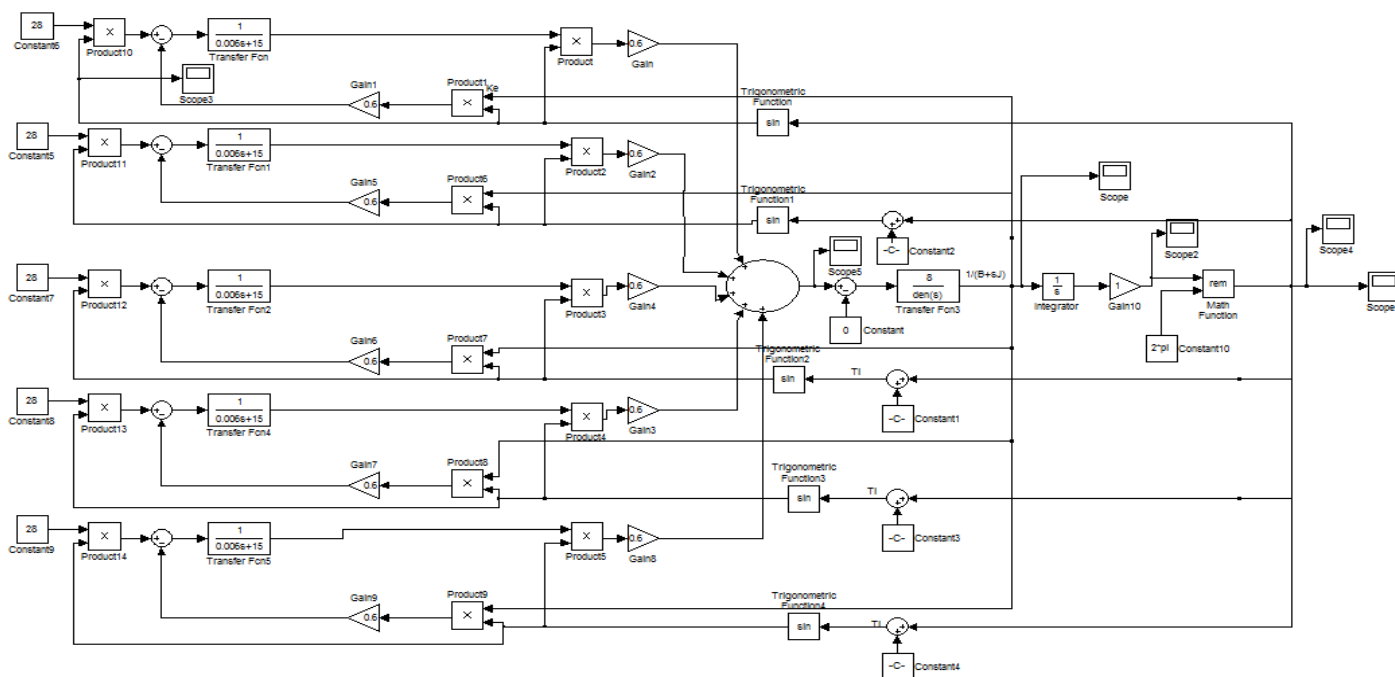 28
Constant6
×
Product10
1
0.006s+15
Transfer Fcn
×
Product
0.6
Gain
Scope3
Gain1
0.6
Product1
Ke
×
Trigonometric
Function
sin
28
Constant5
×
Product11
1
0.006s+15
Transfer Fcn1
×
Product2
0.6
Gain2
Gain5
0.6
Product6
×
Trigonometric
Function1
sin
-C-
Constant2
Scope
Scope2
Scope4
Scope5
28
Constant7
×
Product12
1
0.006s+15
Transfer Fcn2
×
Product3
0.6
Gain4
0
Constant
8
den(s)
Transfer Fcn3
1/(B+sJ)
1
s
Integrator
1
Gain10
rem
Math
Function
2*pi
Constant10
Scope
Gain6
0.6
Product7
×
Trigonometric
Function2
sin
TI
-C-
Constant1
28
Constant8
×
Product13
1
0.006s+15
Transfer Fcn4
×
Product4
0.6
Gain3
Gain7
0.6
Product8
×
Trigonometric
Function3
sin
TI
-C-
Constant3
28
Constant9
×
Product14
1
0.006s+15
Transfer Fcn5
×
Product5
0.6
Gain8
Gain9
0.6
Product9
×
Trigonometric
Function4
sin
TI
-C-
Constant4